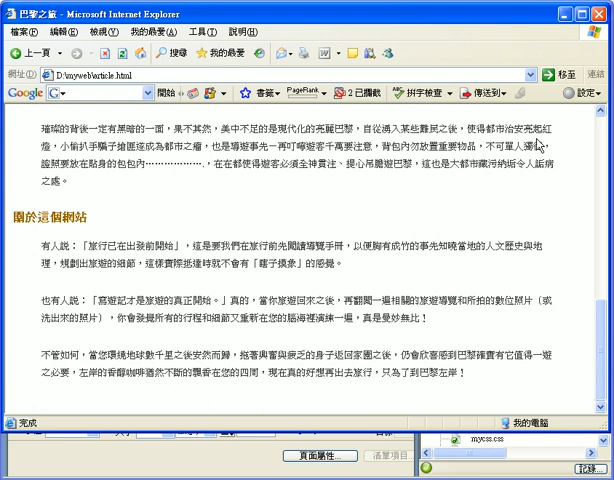 巴黎之旅 - Microsoft Internet Explorer
檔案(F) 編輯(E) 檢視(V) 我的最愛(A) 工具(T) 說明(H)
上一頁 搜尋 我的最愛
網址(D) D:\myweb\article.html 移至 連結
Google G 開始 書籤 PageRank 2 已攔截 拼字檢查 傳送到 設定
璀璨的背後一定有黑暗的一面，果不其然，美中不足的是現代化的亮麗巴黎，自從湧入某些難民之後，使得都市治安亮起紅
燈，小偷扒手騙子搶匪遂成為都市之瘤，也是導遊事先一再叮嚀遊客千萬要注意，背包內勿放置重要物品，不可單人獨行，
證照要放在貼身的包包內……………….，在在都使得遊客必須全神貫注、提心吊膽遊巴黎，這也是大都市藏污納垢令人詬病
之處。
關於這個網站
有人說：「旅行已在出發前開始」，這是要我們在旅行前先閱讀導覽手冊，以便胸有成竹的事先知曉當地的人文歷史與地
理，規劃出旅遊的細節，這樣實際抵達時就不會有「瞎子摸象」的感覺。
也有人說：「寫遊記才是旅遊的真正開始。」真的，當你旅遊回來之後，再翻閱一遍相關的旅遊導覽和所拍的數位照片（或
洗出來的照片），你會發覺所有的行程和細節又重新在您的腦海裡演練一遍，真是曼妙無比！
不管如何，當您環繞地球數千里之後安然而歸，拖著興奮與疲乏的身子返回家園之後，仍會欣喜感到巴黎確實有它值得一遊
之必要，左岸的香醇咖啡猶然不斷的飄香在您的四周，現在真的好想再出去旅行，只為了到巴黎左岸！
完成 我的電腦
mycss.css
頁面屬性... 清單項目... 記錄...